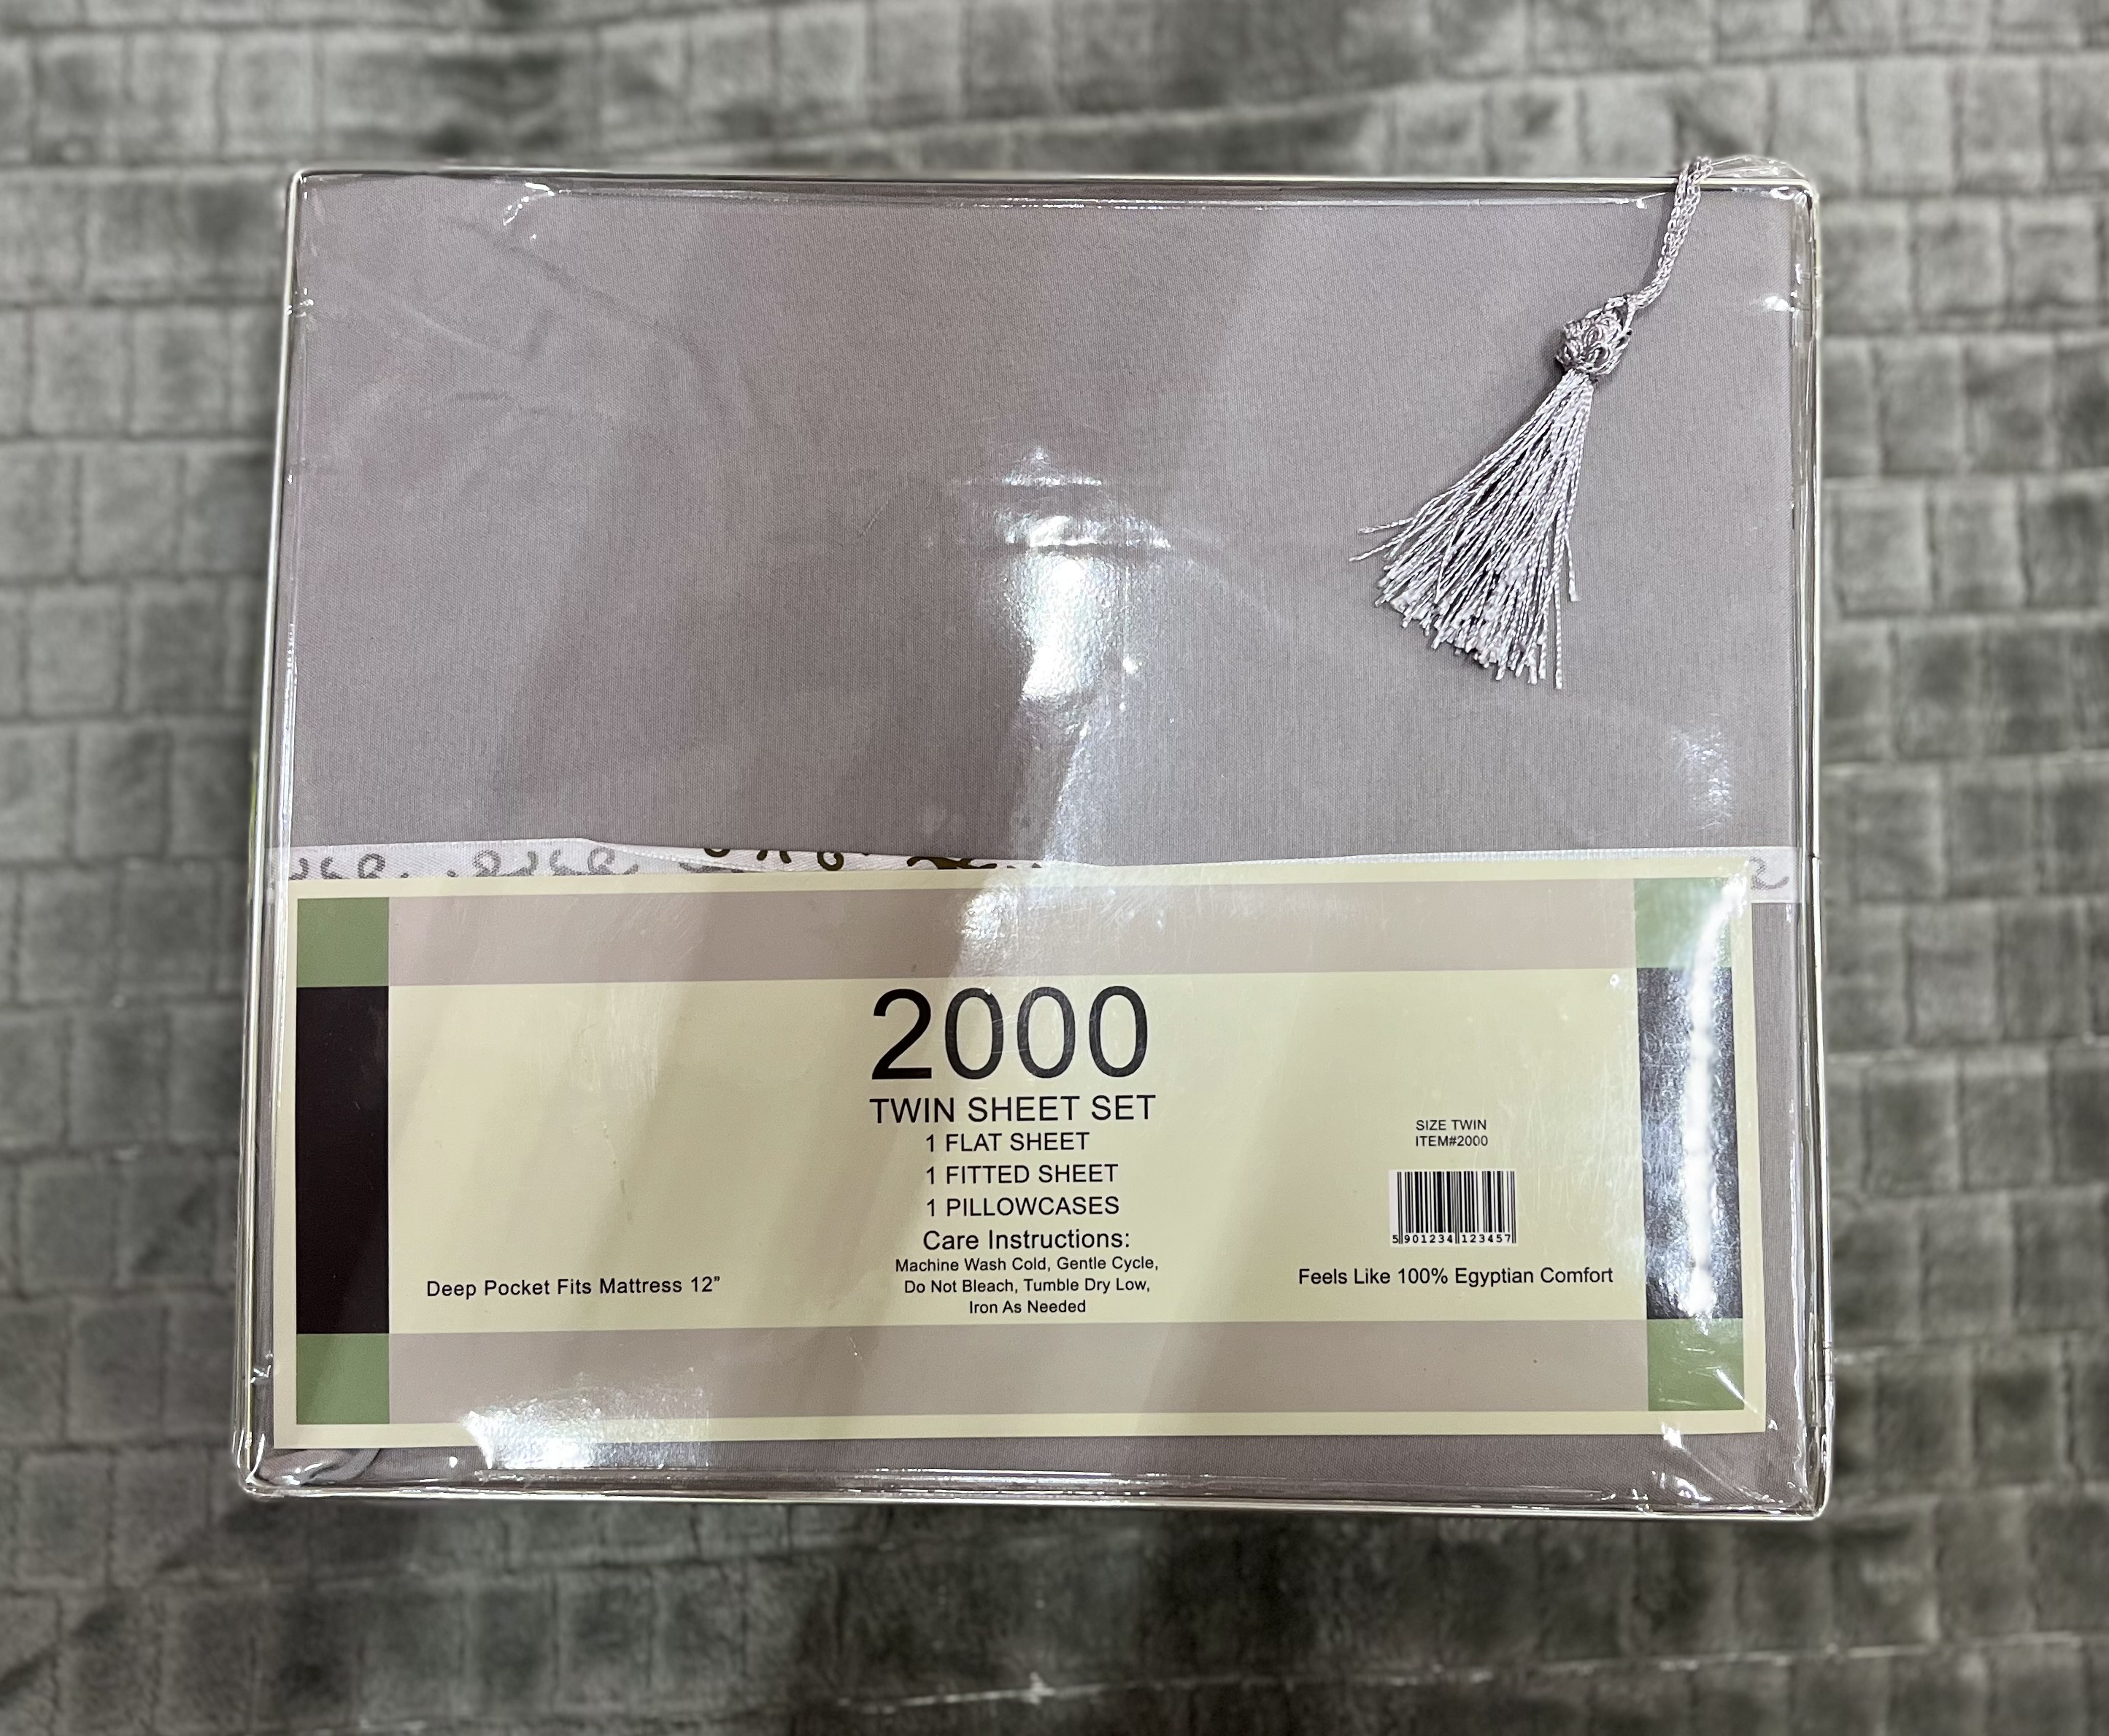 2000
TWIN SHEET SET
1 FLAT SHEET
1 FITTED SHEET
1 PILLOWCASES
Care Instructions:
Machine Wash Cold, Gentle Cycle,
Do Not Bleach, Tumble Dry Low,
Iron As Needed
Deep Pocket Fits Mattress 12”
SIZE TWIN
ITEM#2000
5 901234 123457
Feels Like 100% Egyptian Comfort